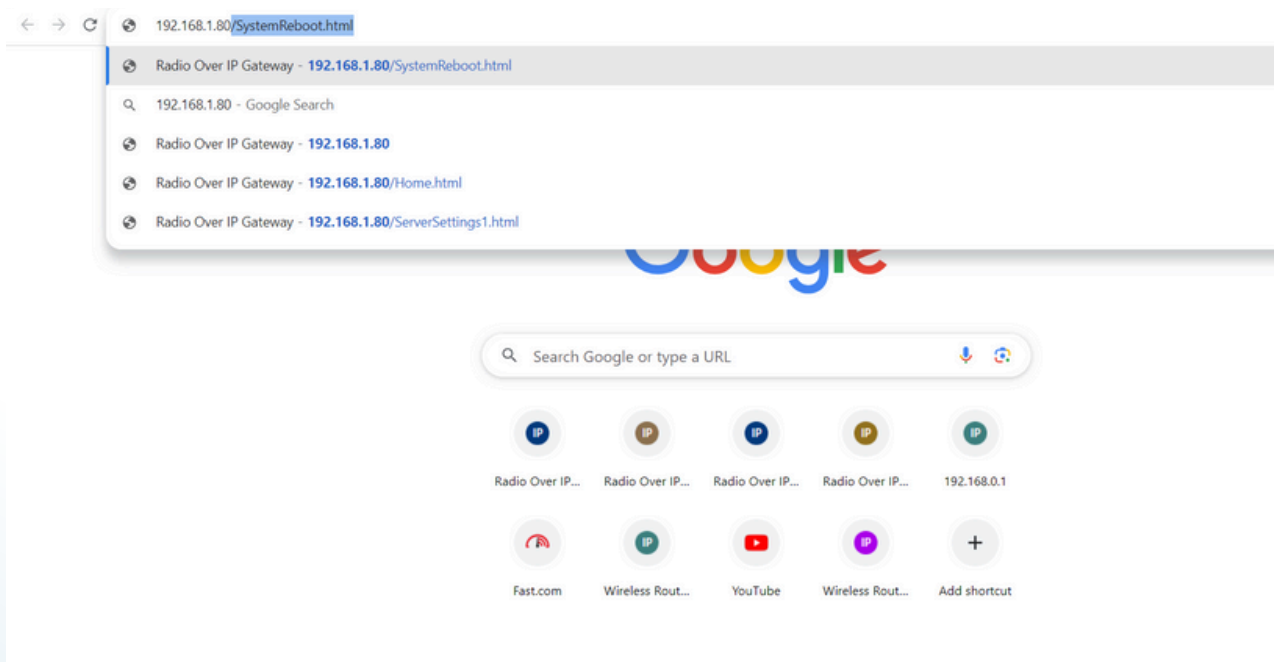 192.168.1.80/SystemReboot.html
Radio Over IP Gateway - 192.168.1.80/SystemReboot.html
192.168.1.80 - Google Search
Radio Over IP Gateway - 192.168.1.80
Radio Over IP Gateway - 192.168.1.80/Home.html
Radio Over IP Gateway - 192.168.1.80/ServerSettings1.html
Google
Search Google or type a URL
IP IP IP IP IP
Radio Over IP... Radio Over IP... Radio Over IP... Radio Over IP... 192.168.0.1
IP IP
Fast.com Wireless Rout... YouTube Wireless Rout... Add shortcut